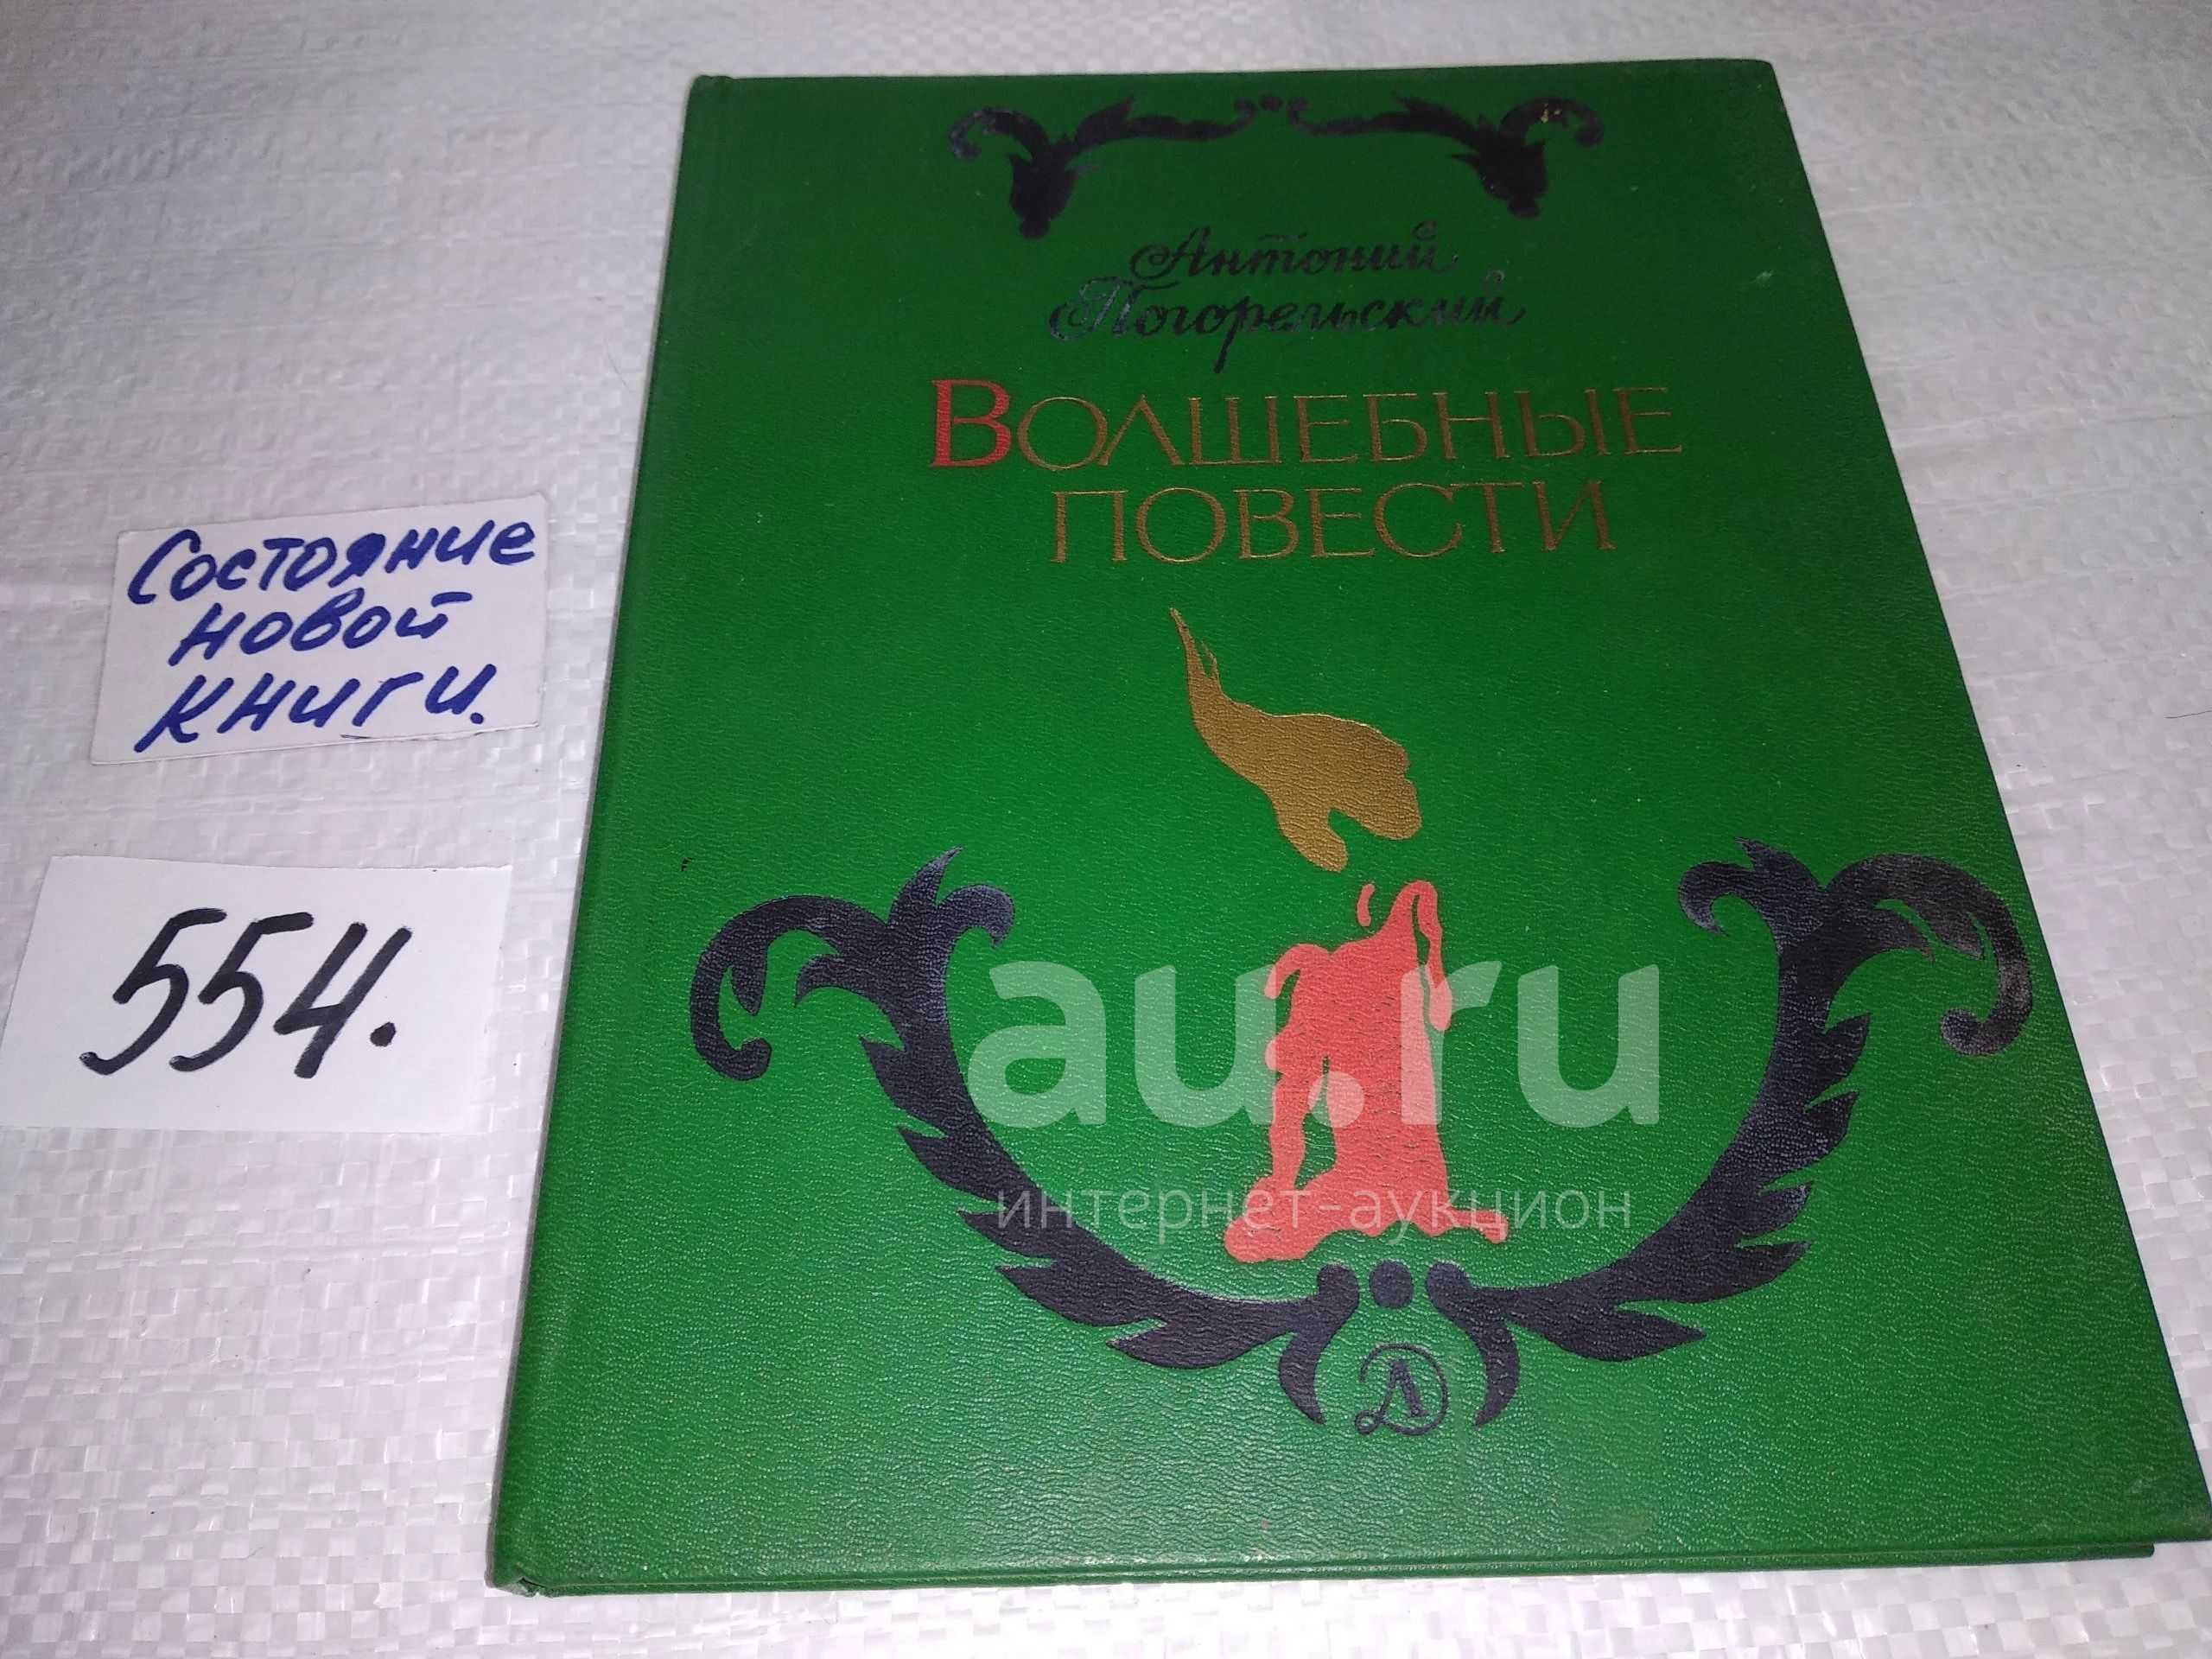 Антоний
Погорельский
Волшебные
повести
Состояние
новой
книги.
554.
au.ru
интернет-аукцион
Д